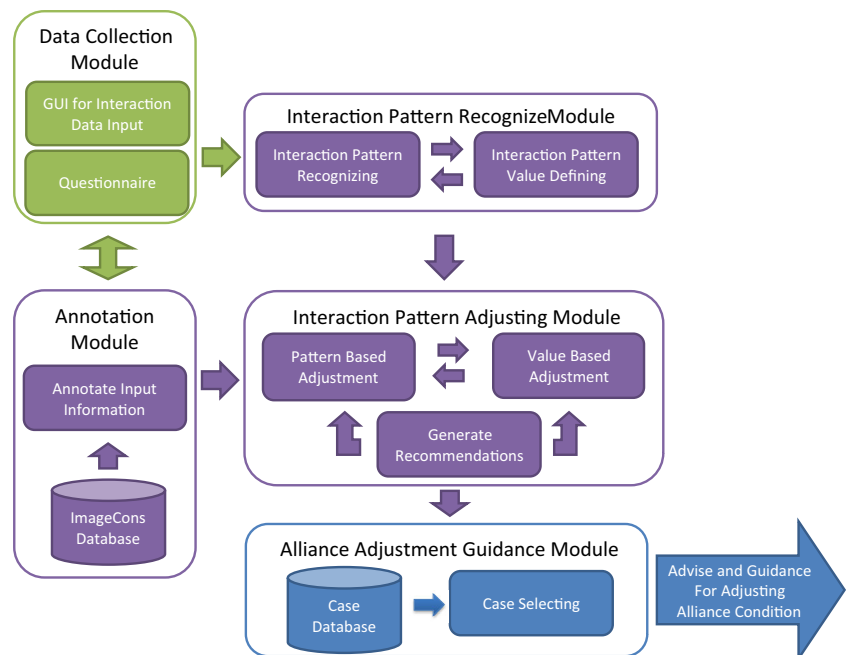 Data Collection
Module
GUI for Interaction
Data Input
Questionnaire
Interaction Pattern RecognizeModule
Interaction Pattern
Recognizing
Interaction Pattern
Value Defining
Annotation
Module
Annotate Input
Information
ImageCons
Database
Interaction Pattern Adjusting Module
Pattern Based
Adjustment
Value Based
Adjustment
Generate
Recommendations
Alliance Adjustment Guidance Module
Case
Database
Case Selecting
Advise and Guidance
For Adjusting
Alliance Condition